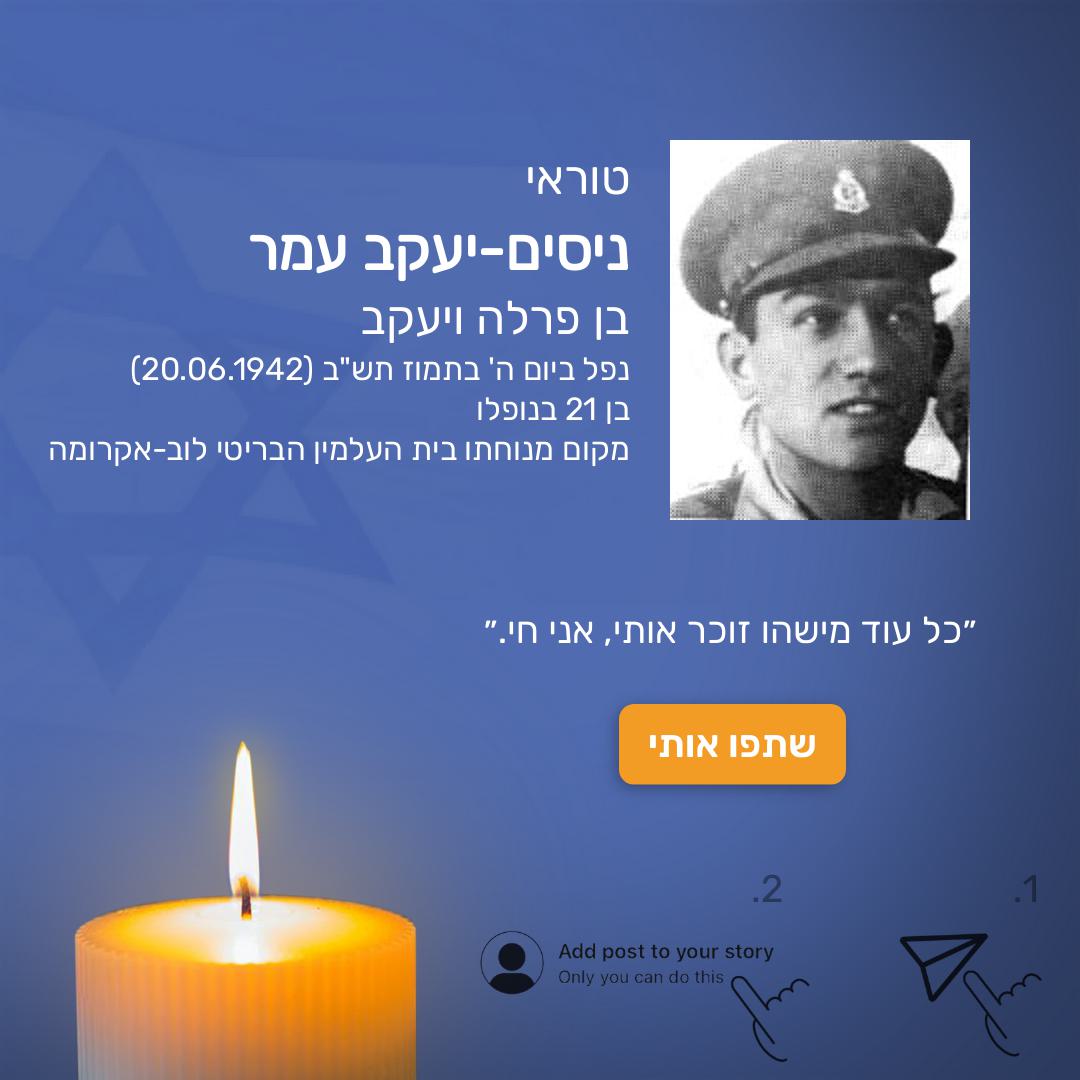 טוראי
ניסים-יעקב עמר
בן פרלה ויעקב
נפל ביום ה' בתמוז תש"ב (20.06.1942)
בן 21 בנופלו
מקום מנוחתו בית העלמין הבריטי לוב-אקרומה
״כל עוד מישהו זוכר אותי, אני חי.״
שתפו אותי
1.
2.
Add post to your story
Only you can do this